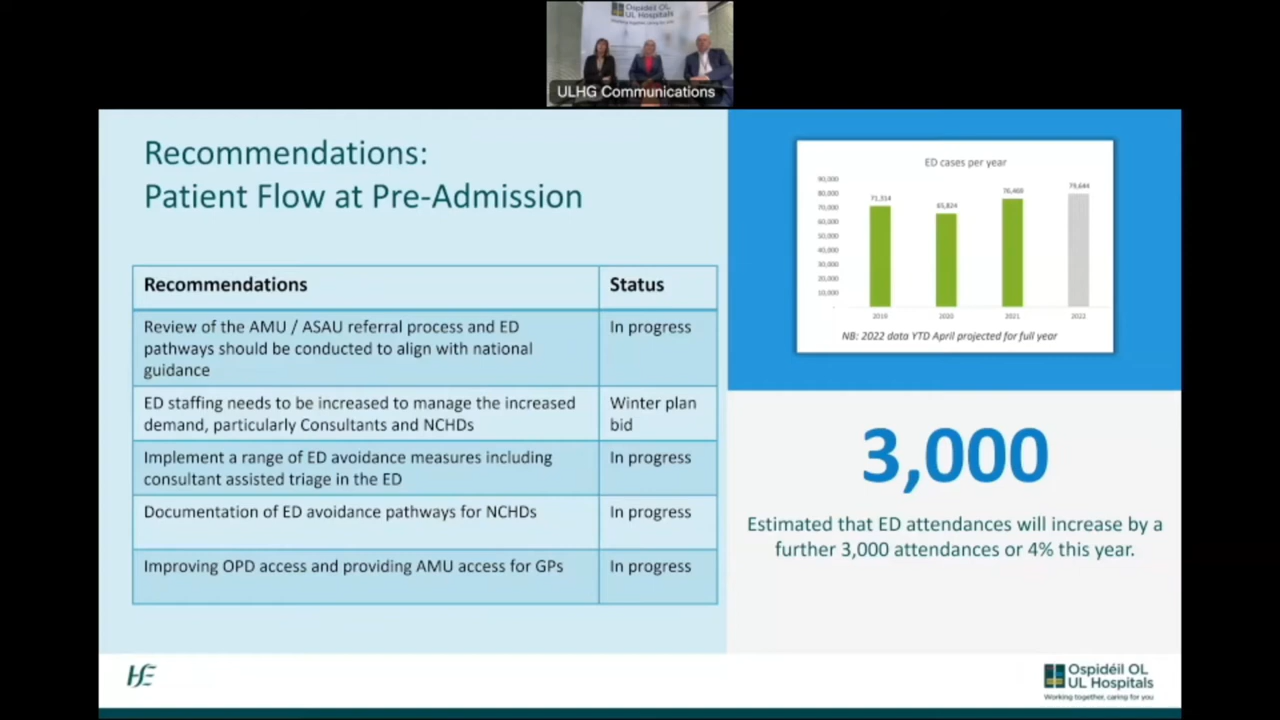 Ospidéil OL
UL Hospitals
ULHG Communications
Recommendations:
Patient Flow at Pre-Admission
Recommendations
Status
Review of the AMU / ASAU referral process and ED
pathways should be conducted to align with national
guidance
In progress
ED staffing needs to be increased to manage the increased
demand, particularly Consultants and NCHDs
Winter plan
bid
Implement a range of ED avoidance measures including
consultant assisted triage in the ED
In progress
Documentation of ED avoidance pathways for NCHDs
In progress
Improving OPD access and providing AMU access for GPs
In progress
ED cases per year
90,000
80,000
70,000
60,000
50,000
40,000
30,000
20,000
10,000
-
71,314
65,824
76,469
79,644
2019
2020
2021
2022
NB: 2022 data YTD April projected for full year
3,000
Estimated that ED attendances will increase by a
further 3,000 attendances or 4% this year.
Ospidéil OL
UL Hospitals
Working together, caring for you